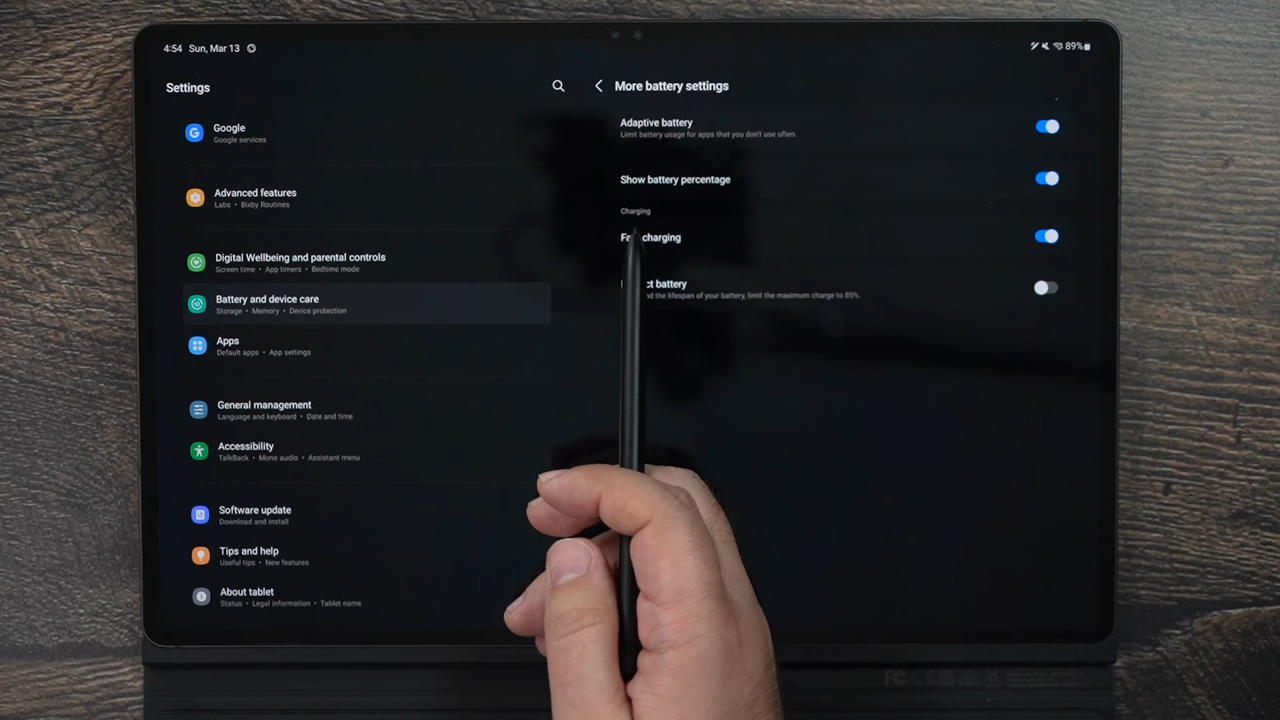 4:54 Sun, Mar 13
89%
Settings
Google
Google services
Advanced features
Labs • Bixby Routines
Digital Wellbeing and parental controls
Screen time • App timers • Bedtime mode
Battery and device care
Storage • Memory • Device protection
Apps
Default apps • App settings
General management
Language and keyboard • Date and time
Accessibility
TalkBack • Mono audio • Assistant menu
Software update
Download and install
Tips and help
Useful tips • New features
About tablet
Status • Legal information • Tablet name
More battery settings
Adaptive battery
Limit battery usage for apps that you don't use often.
Show battery percentage
Charging
charging
battery
the lifespan of your battery, limit the maximum charge to 85%.